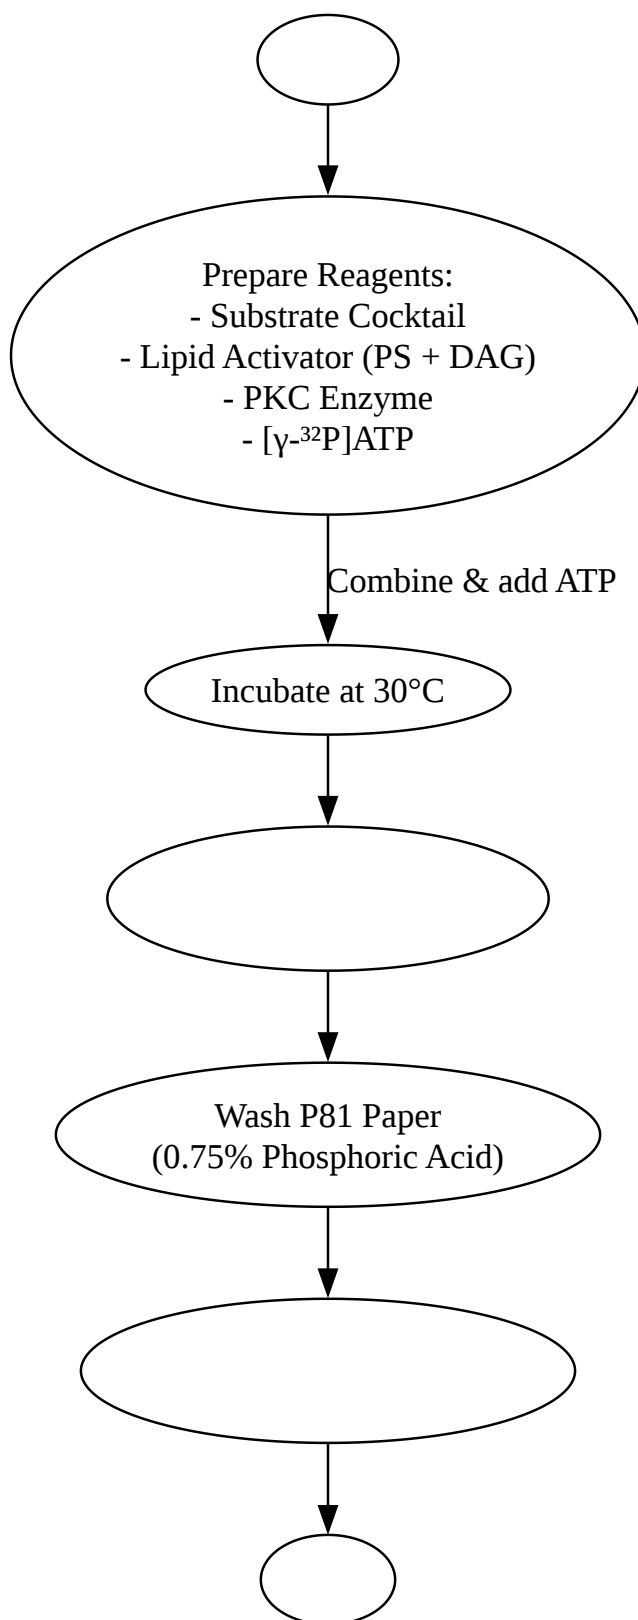 Prepare Reagents:
- Substrate Cocktail
- Lipid Activator (PS + DAG)
- PKC Enzyme
- [γ-³²P]ATP
Combine & add ATP
Incubate at 30°C
Wash P81 Paper
(0.75% Phosphoric Acid)